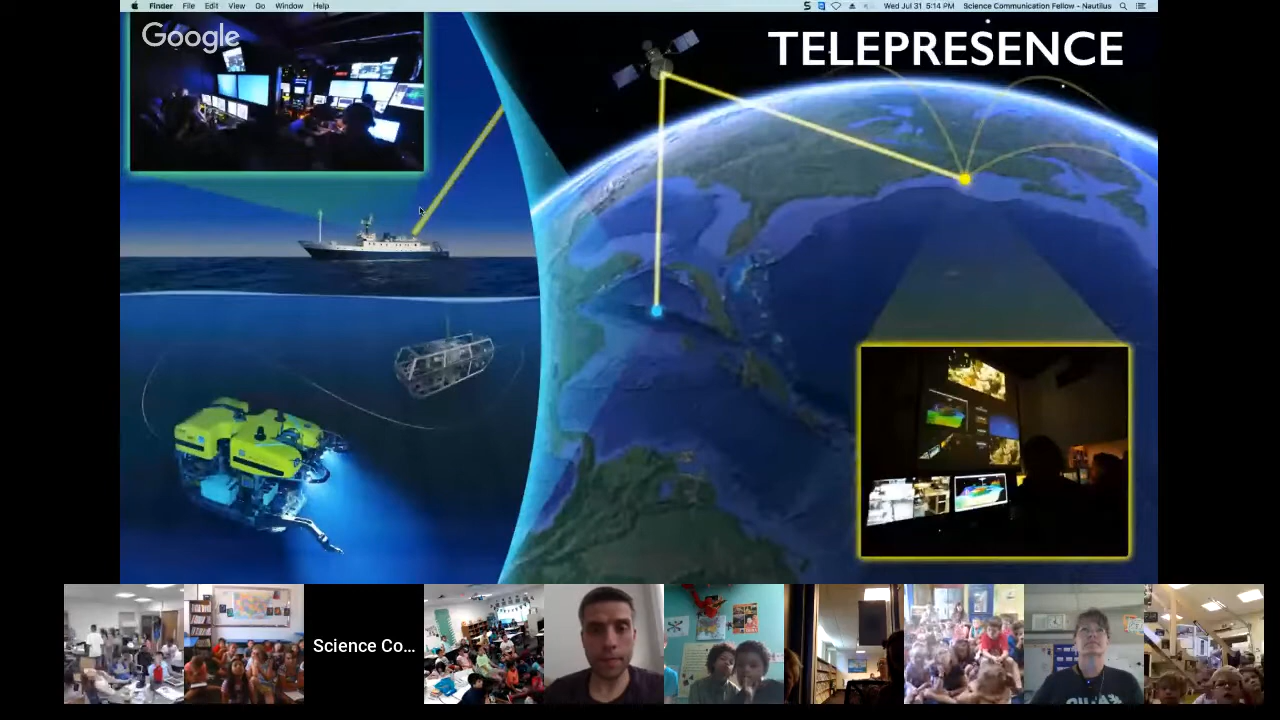 Finder File Edit View Go Window Help
Wed Jul 31 5:14 PM Science Communication Fellow - Nautilus
Google
TELEPRESENCE
Science Co...